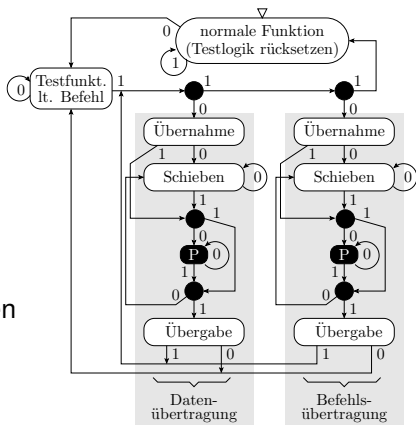 0
normale Funktion
(Testlogik rücksetzen)
1
Testfunkt.
lt. Befehl
0
1
1
1
0
0
Übernahme
Übernahme
1
0
1
0
Schieben
0
Schieben
0
1
1
1
1
0
0
P
0
P
0
1
1
0
0
1
1
en
Übergabe
Übergabe
1
0
1
0
Daten-
übertragung
Befehls-
übertragung